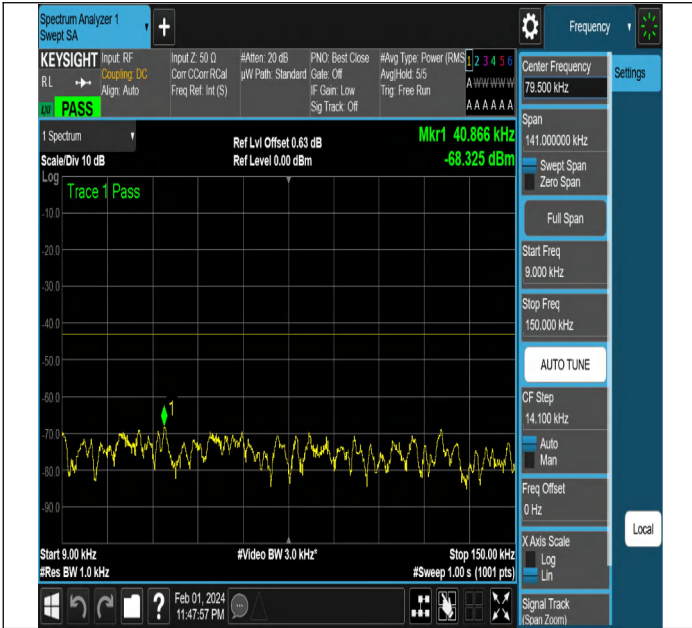 Spectrum Analyzer 1
Swept SA
Frequency
KEYSIGHT
RL
PASS
Input: RF
Coupling: DC
Align: Auto
Input Z: 50 Ω
Corr CCorr RCal
Freq Ref: Int (S)
#Atten: 20 dB
µW Path: Standard
PNO: Best Close
Gate: Off
IF Gain: Low
Sig Track: Off
#Avg Type: Power (RMS
Avg|Hold: 5/5
Trig: Free Run
1 2 3 4 5 6
A W W W W W
A A A A A A
1 Spectrum
Scale/Div 10 dB
Ref Lvl Offset 0.63 dB
Ref Level 0.00 dBm
Mkr1 40.866 kHz
-68.325 dBm
Log
Trace 1 Pass
-10.0
-20.0
-30.0
-40.0
-50.0
-60.0
-70.0
-80.0
-90.0
1
Start 9.00 kHz
#Res BW 1.0 kHz
#Video BW 3.0 kHz*
Stop 150.00 kHz
#Sweep 1.00 s (1001 pts)
?
Feb 01, 2024
11:47:57 PM
Center Frequency
79.500 kHz
Span
141.000000 kHz
Swept Span
Zero Span
Full Span
Start Freq
9.000 kHz
Stop Freq
150.000 kHz
AUTO TUNE
CF Step
14.100 kHz
Auto
Man
Freq Offset
0 Hz
X Axis Scale
Log
Lin
Signal Track
(Span Zoom)
Settings
Local